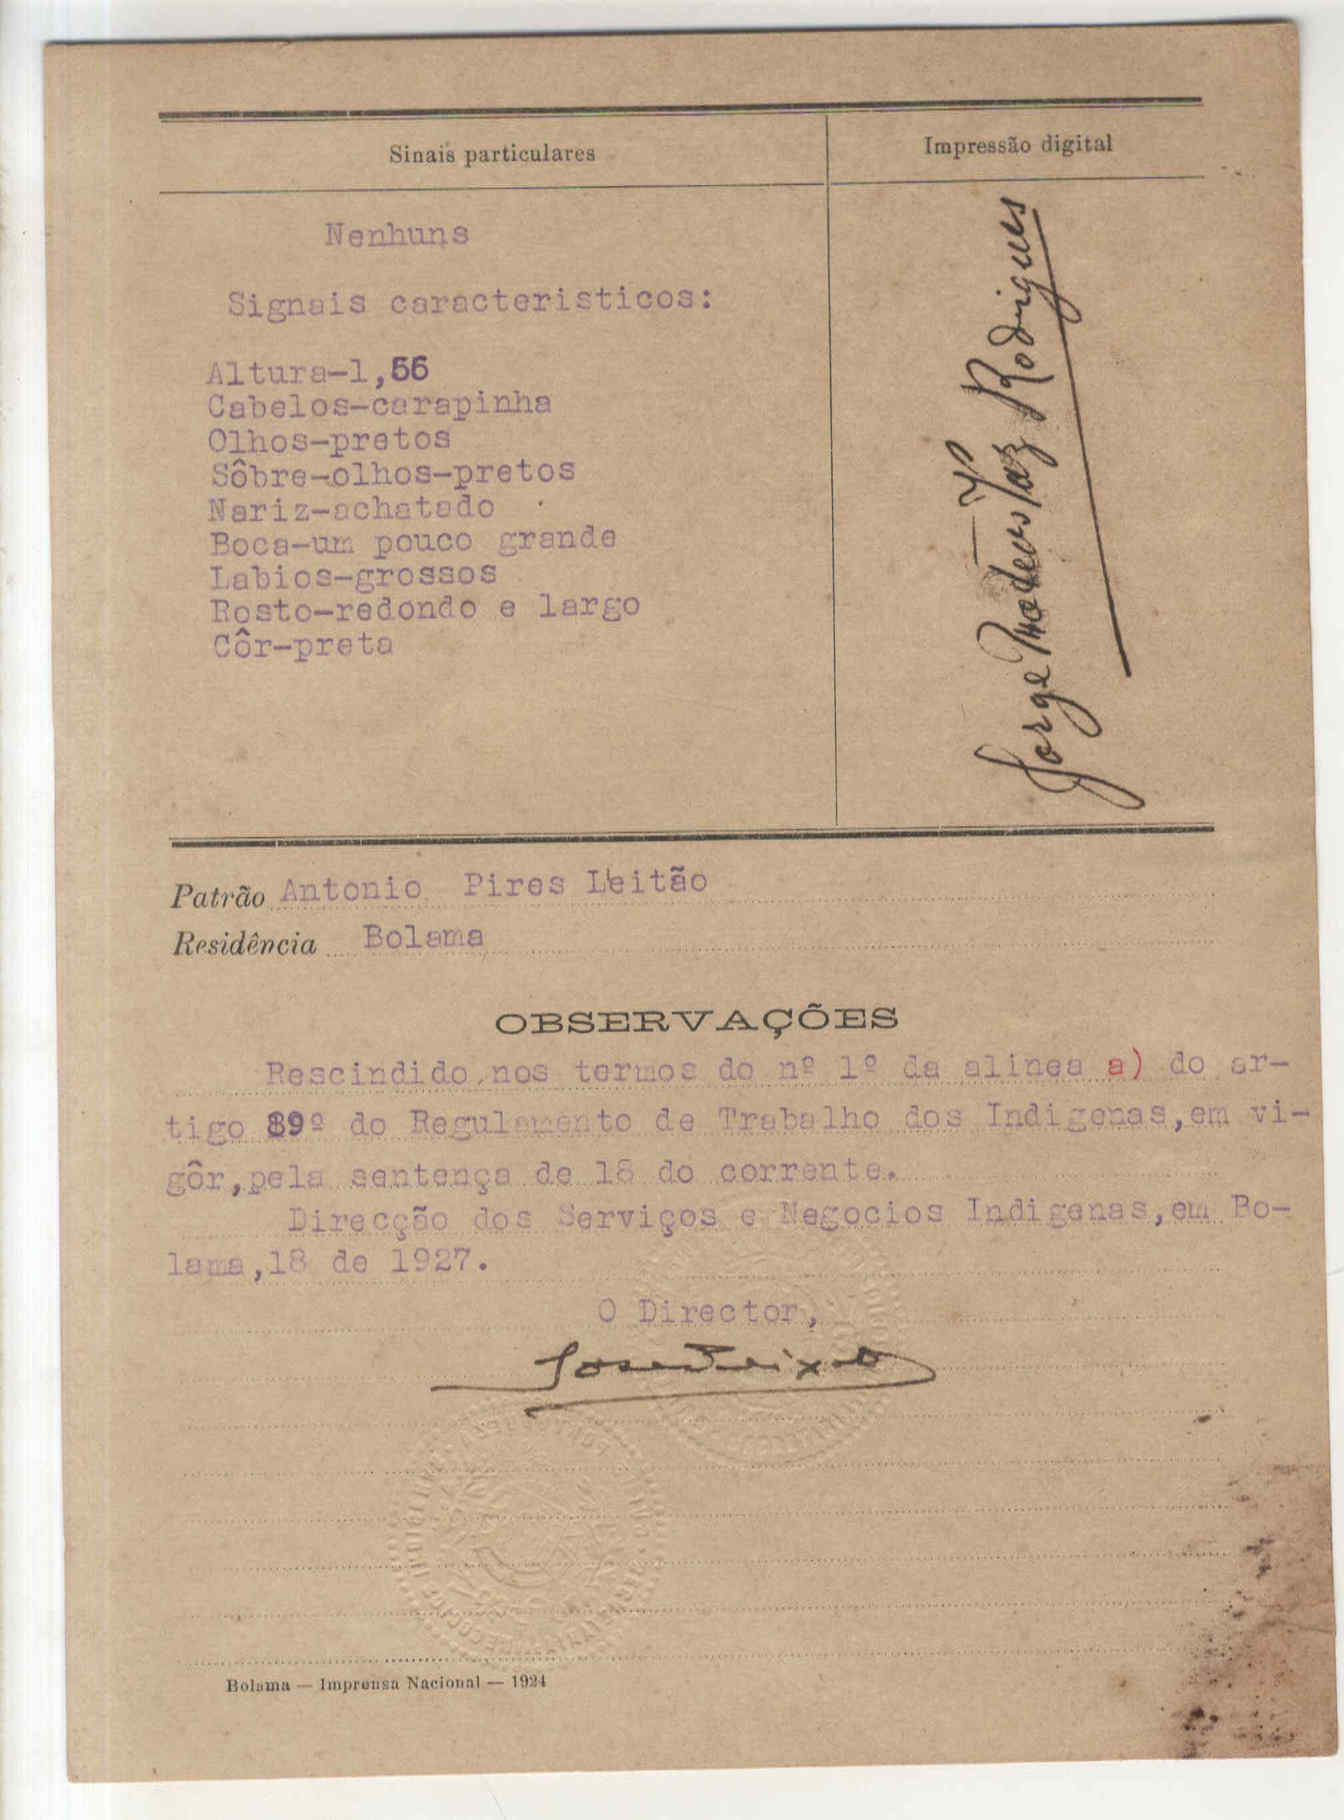 Sinais particulares
Impressão digital
Nenhuns
Signais caracteristicos:
Altura-1,56
Cabelos-carapinha
Olhos-pretos
Sôbre-olhos-pretos
Nariz-achatado
Boca-um pouco grande
Labios-grossos
Rosto-redondo e largo
Côr-preta
Jorge Vaz Rodrigues
Patrão Antonio Pires Leitão
Residência Bolama
OBSERVAÇÕES
Rescindido,nos termos do nº 1º da alinea a) do ar-
tigo 89º do Regulamento de Trabalho dos Indigenas,em vi-
gôr,pela sentença de 18 do corrente.
Direcção dos Serviços e Negocios Indigenas,em Bo-
lama,18 de 1927.
O Director,
Bolama — Imprensa Nacional — 1924